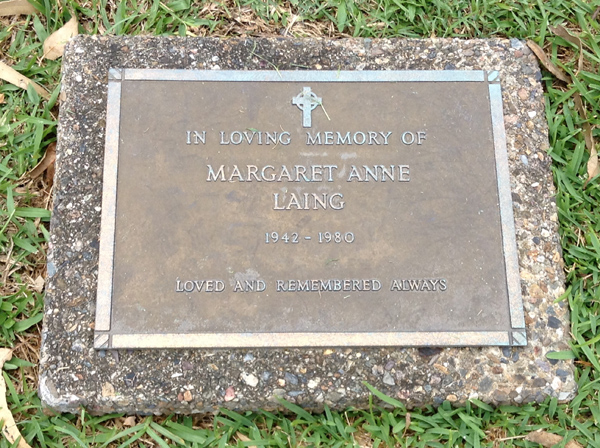 IN LOVING MEMORY OF
MARGARET ANNE
LAING
1942 - 1980
LOVED AND REMEMBERED ALWAYS